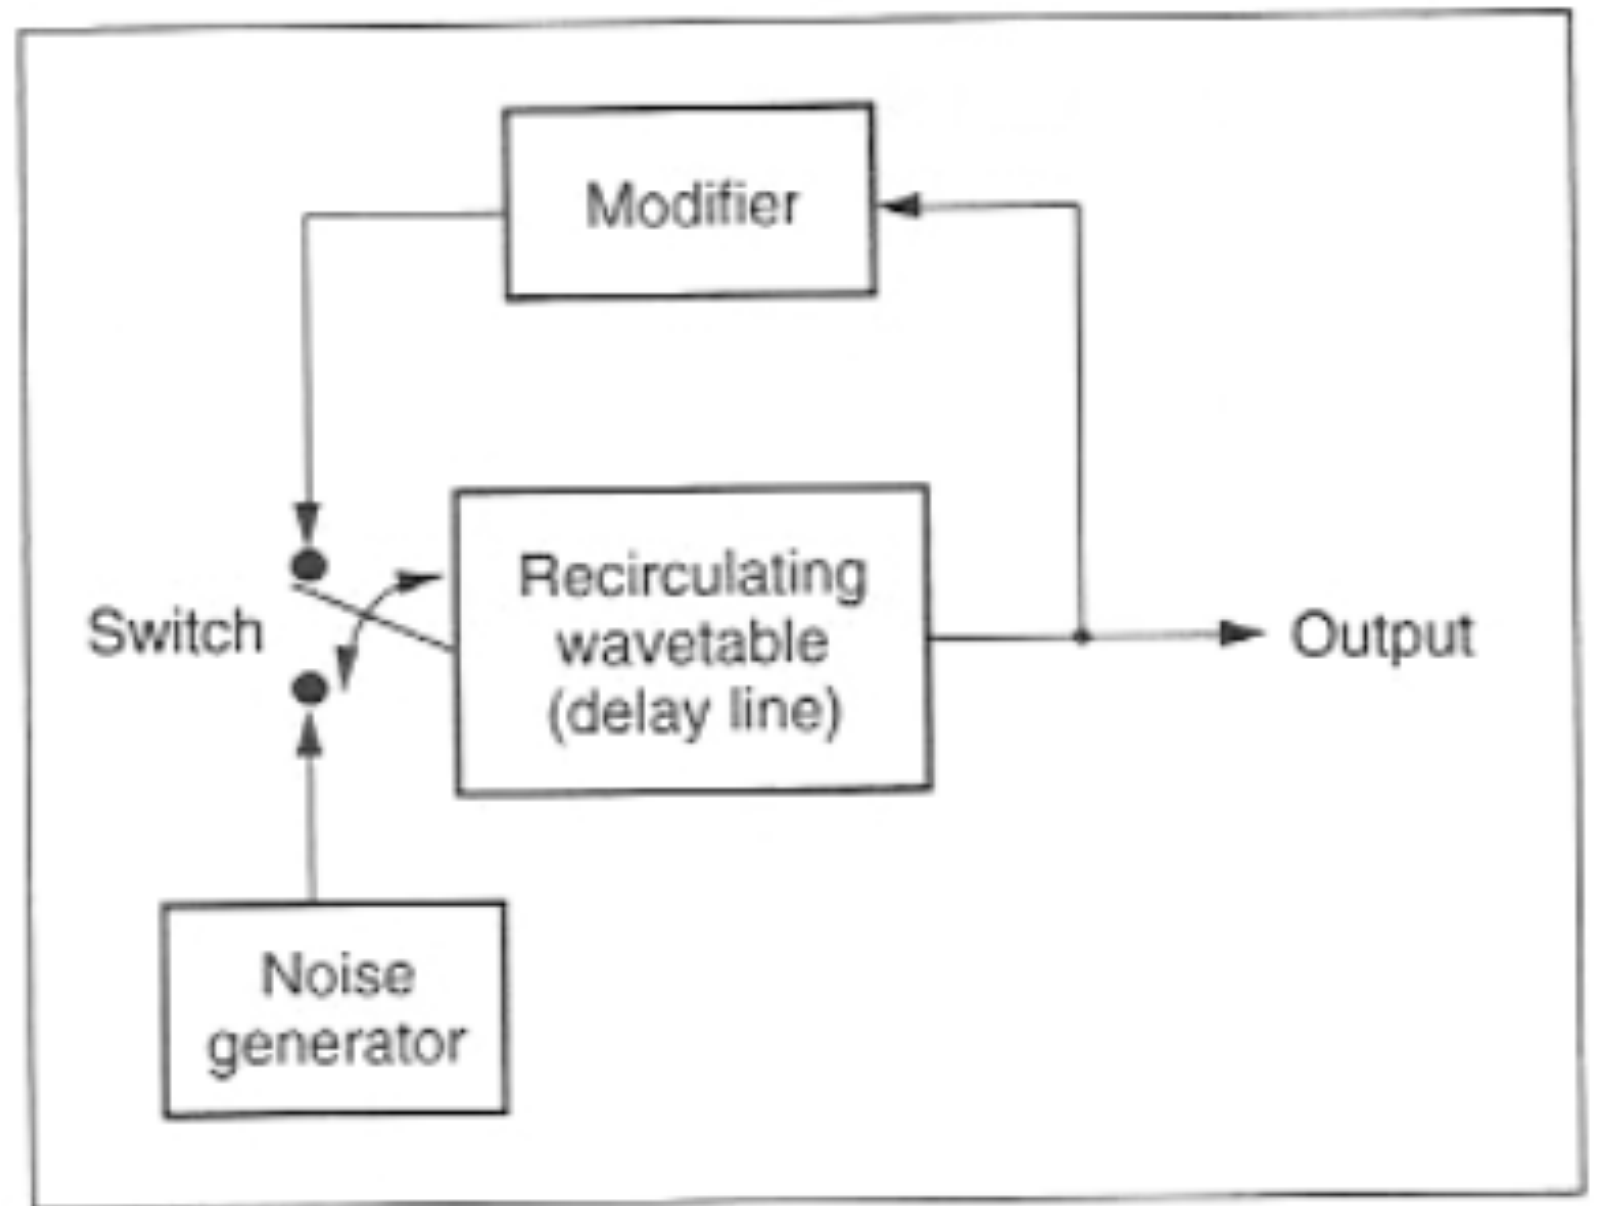 Modifier
Switch
Recirculating
wavetable
(delay line)
Output
Noise
generator